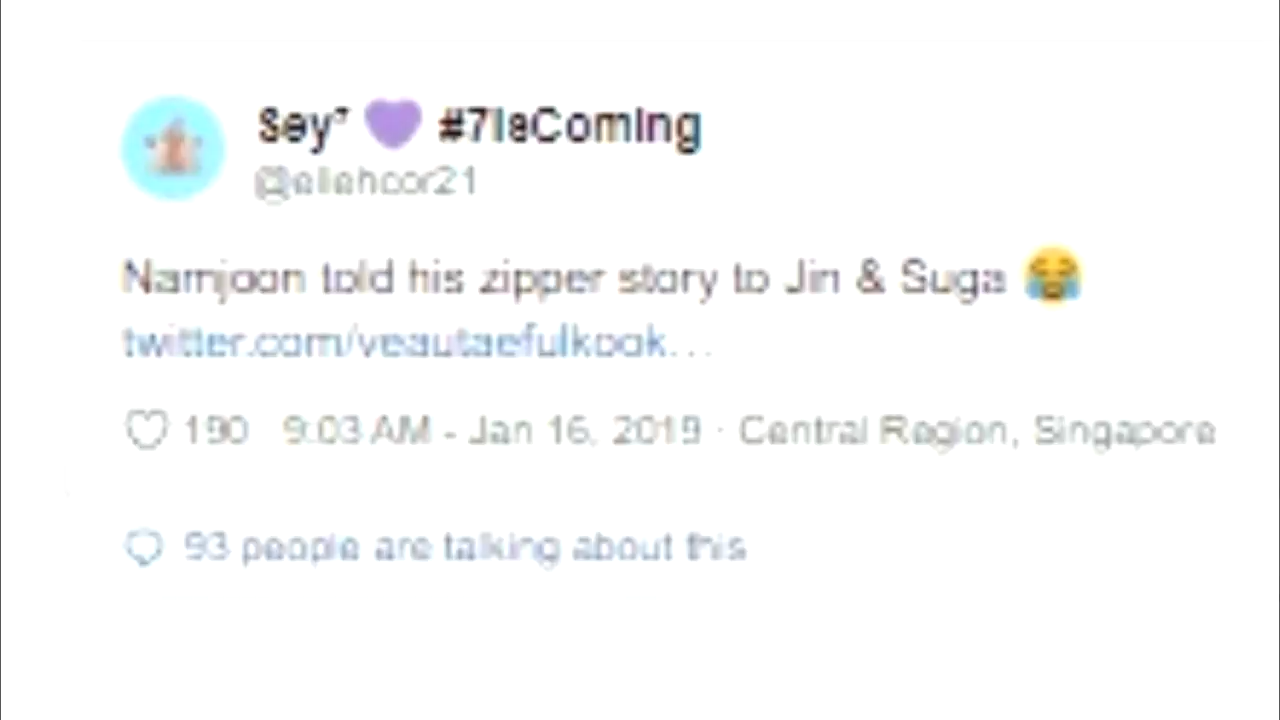 Sey⁷ 💜 #7IsComing
@ellehcor21
Namjoon told his zipper story to Jin & Suga 😭
twitter.com/veautaefulkook…
190 9:03 AM - Jan 16, 2019 · Central Region, Singapore
93 people are talking about this